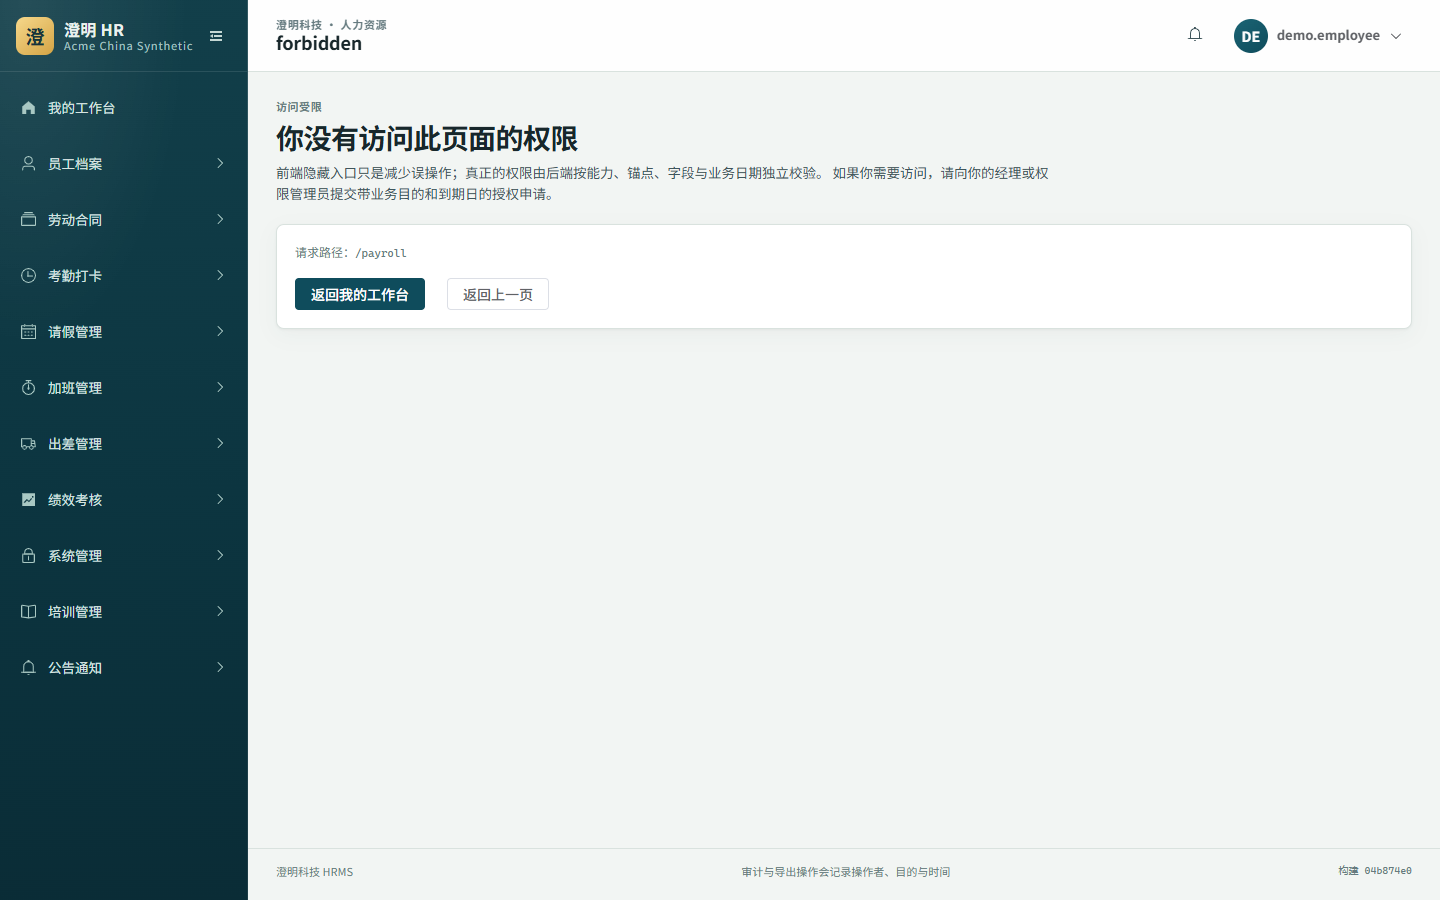 澄
澄明 HR
Acme China Synthetic
我的工作台
员工档案
劳动合同
考勤打卡
请假管理
加班管理
出差管理
绩效考核
系统管理
培训管理
公告通知
澄明科技 · 人力资源
forbidden
DE
demo.employee
访问受限
你没有访问此页面的权限
前端隐藏入口只是减少误操作；真正的权限由后端按能力、锚点、字段与业务日期独立校验。 如果你需要访问，请向你的经理或权
限管理员提交带业务目的和到期日的授权申请。
请求路径：/payroll
返回我的工作台
返回上一页
澄明科技 HRMS
审计与导出操作会记录操作者、目的与时间
构建 04b874e0